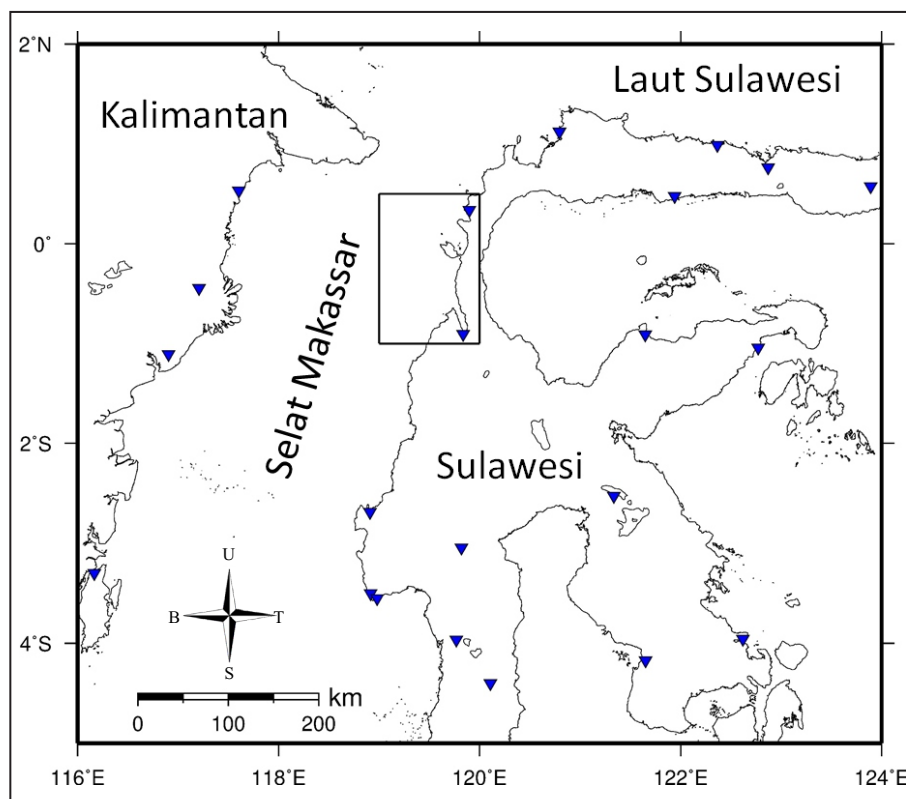 2°N
Laut Sulawesi
Kalimantan
0°
Selat Makassar
2°S
Sulawesi
U
B
T
S
4°S
km
0
100
200
116°E
118°E
120°E
122°E
124°E